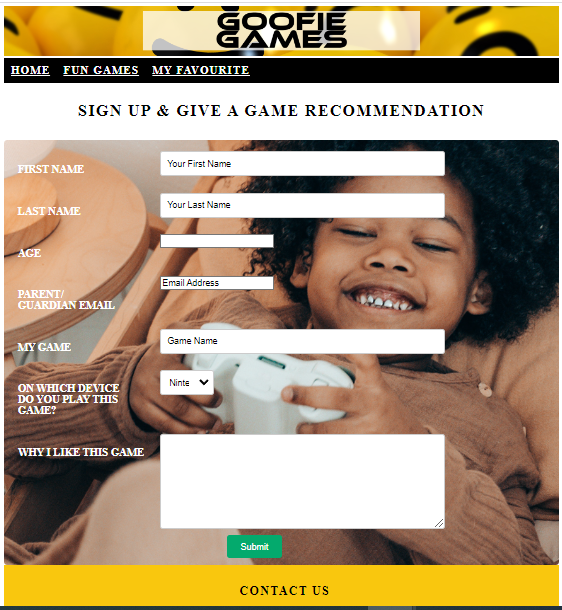 GOOFIE
GAMES
HOME FUN GAMES MY FAVOURITE
SIGN UP & GIVE A GAME RECOMMENDATION
FIRST NAME Your First Name
LAST NAME Your Last Name
AGE
PARENT/
GUARDIAN EMAIL Email Address
MY GAME Game Name
ON WHICH DEVICE
DO YOU PLAY THIS
GAME? Ninte
WHY I LIKE THIS GAME
Submit
CONTACT US